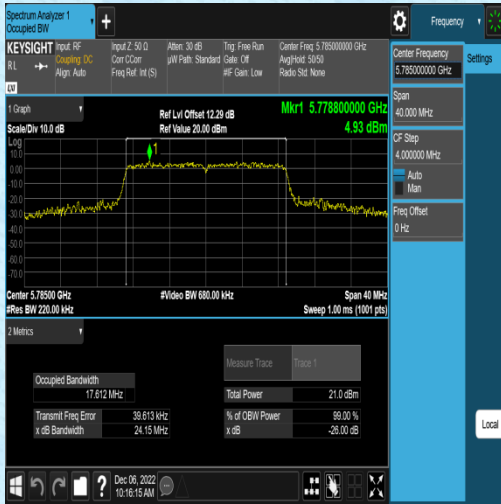 Spectrum Analyzer 1
Occupied BW
Frequency
KEYSIGHT
Input: RF
Coupling: DC
Align: Auto
Input Z: 50 Ω
Corr CCorr
Freq Ref: Int (S)
Atten: 30 dB
µW Path: Standard
Trig: Free Run
Gate: Off
#IF Gain: Low
Center Freq: 5.785000000 GHz
Avg|Hold: 50/50
Radio Std: None
RL
LXI
Center Frequency
5.785000000 GHz
Settings
Span
40.000 MHz
CF Step
4.000000 MHz
Auto
Man
Freq Offset
0 Hz
Local
1 Graph
Scale/Div 10.0 dB
Ref Lvl Offset 12.29 dB
Ref Value 20.00 dBm
Mkr1 5.778800000 GHz
4.93 dBm
Log
10.0
0.00
-10.0
-20.0
-30.0
-40.0
-50.0
-60.0
-70.0
1
Center 5.78500 GHz
#Res BW 220.00 kHz
#Video BW 680.00 kHz
Span 40 MHz
Sweep 1.00 ms (1001 pts)
2 Metrics
Measure Trace
Trace 1
Occupied Bandwidth
17.612 MHz
Total Power
21.0 dBm
Transmit Freq Error
39.613 kHz
% of OBW Power
99.00 %
x dB Bandwidth
24.15 MHz
x dB
-26.00 dB
?
Dec 06, 2022
10:16:15 AM